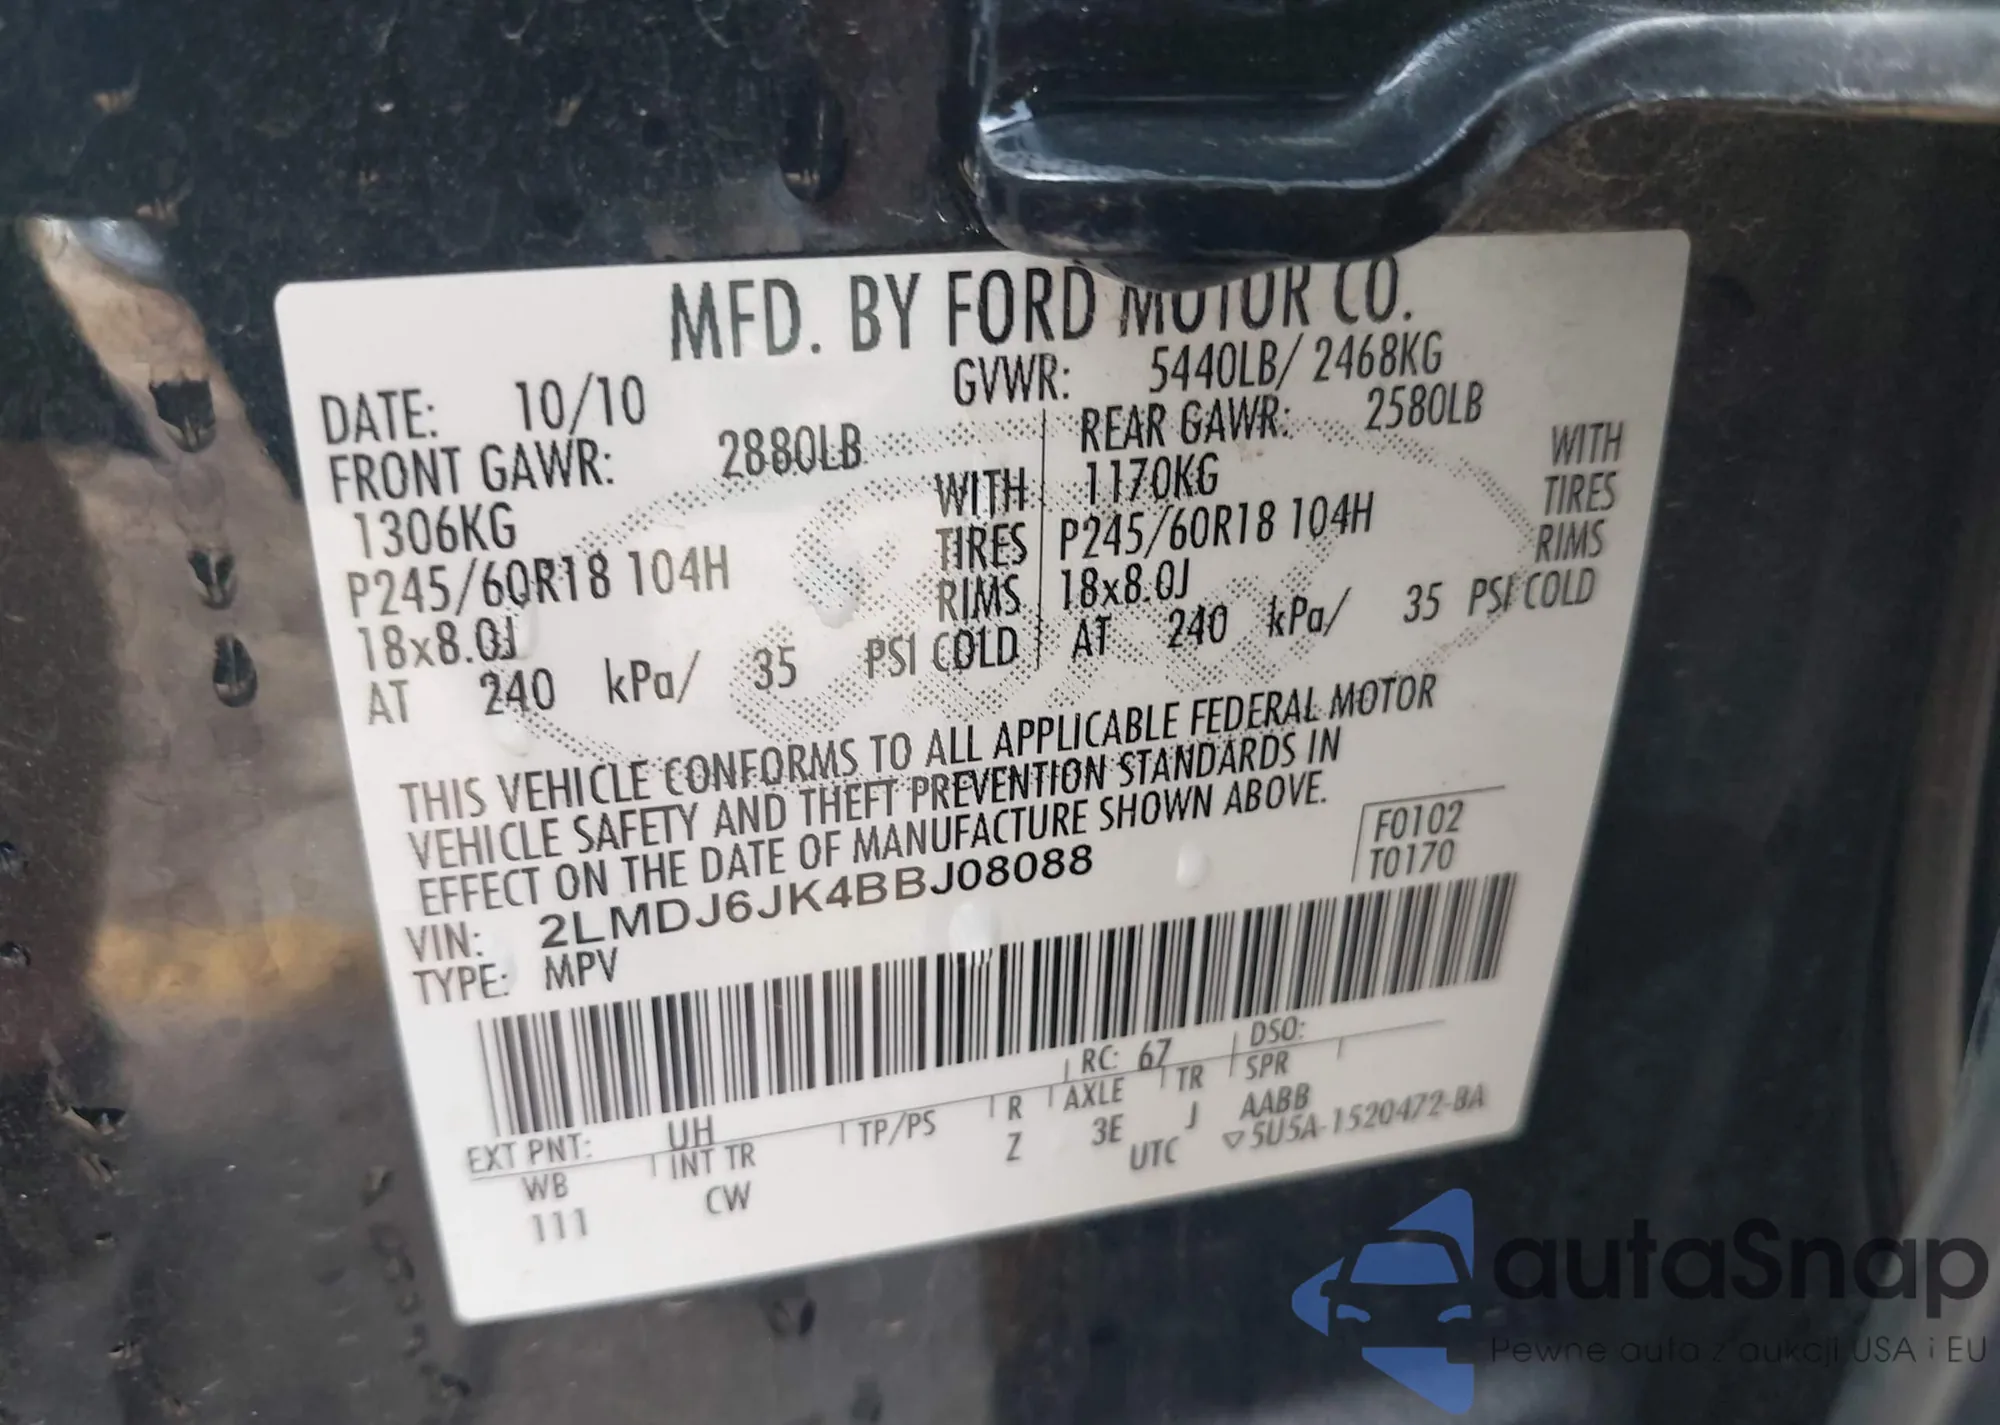 MFD. BY FORD MOTOR CO.
DATE: 10/10 GVWR: 5440LB/ 2468KG
FRONT GAWR: 2880LB REAR GAWR: 2580LB
1306KG WITH 1170KG WITH
P245/60R18 104H TIRES P245/60R18 104H TIRES
18x8.0J RIMS 18x8.0J RIMS
AT 240 kPa/ 35 PSI COLD AT 240 kPa/ 35 PSI COLD
THIS VEHICLE CONFORMS TO ALL APPLICABLE FEDERAL MOTOR
VEHICLE SAFETY AND THEFT PREVENTION STANDARDS IN
EFFECT ON THE DATE OF MANUFACTURE SHOWN ABOVE.
F0102
T0170
VIN: 2LMDJ6JK4BBJ08088
TYPE: MPV
EXT PNT: UH RC: 67 DSO:
WB INT TR TP/PS R AXLE TR SPR
111 CW Z 3E J AABB
UTC ▽5U5A-1520472-BA
autaSnap
Pewne auta z aukcji USA i EU